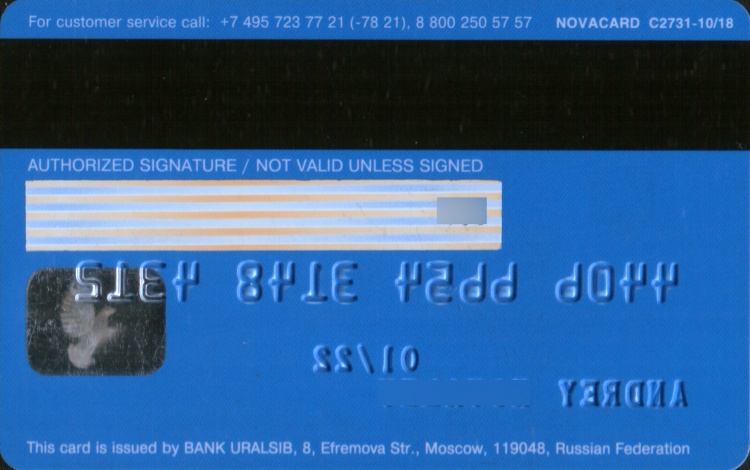 For customer service call: +7 495 723 77 21 (-78 21), 8 800 250 57 57 NOVACARD C2731-10/18
AUTHORIZED SIGNATURE / NOT VALID UNLESS SIGNED
01/22
ANDREY
This card is issued by BANK URALSIB, 8, Efremova Str., Moscow, 119048, Russian Federation